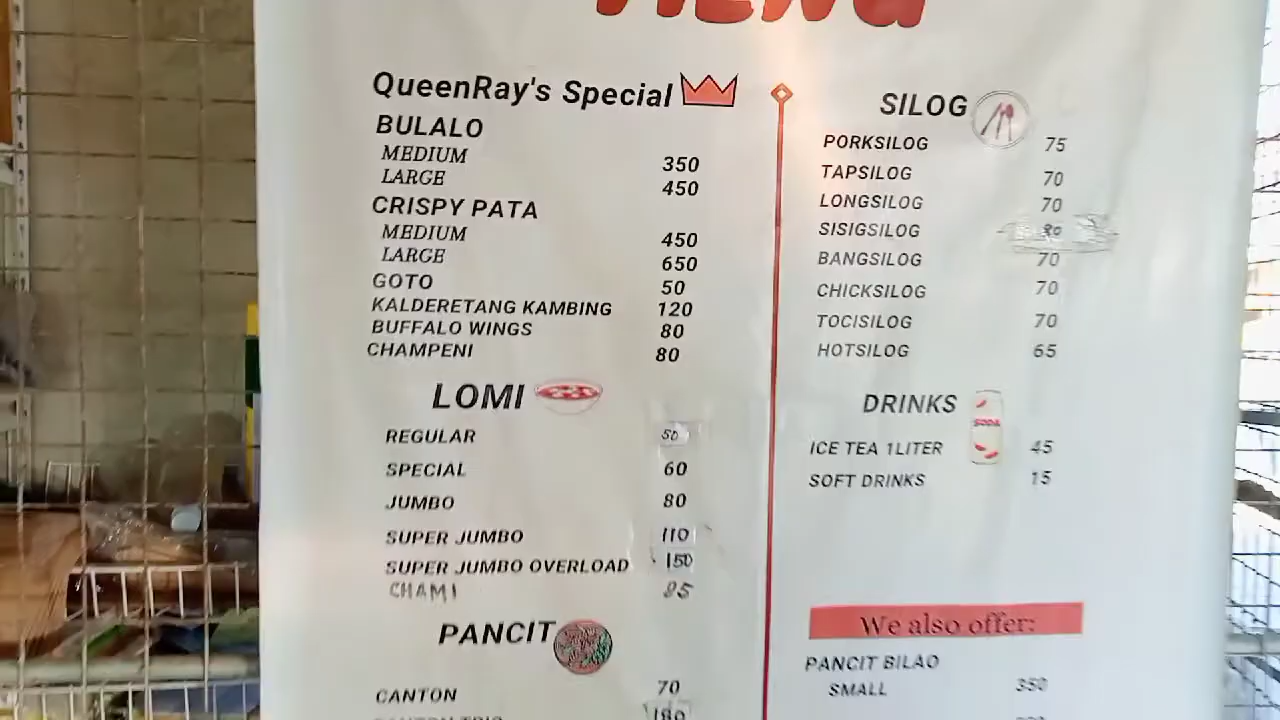 Menu
QueenRay's Special
BULALO
MEDIUM 350
LARGE 450
CRISPY PATA
MEDIUM 450
LARGE 650
GOTO 50
KALDERETANG KAMBING 120
BUFFALO WINGS 80
CHAMPENI 80
LOMI
REGULAR 50
SPECIAL 60
JUMBO 80
SUPER JUMBO 110
SUPER JUMBO OVERLOAD 150
CHAMI 95
PANCIT
CANTON 70
180
SILOG
PORKSILOG 75
TAPSILOG 70
LONGSILOG 70
SISIGSILOG 80
BANGSILOG 70
CHICKSILOG 70
TOCISILOG 70
HOTSILOG 65
DRINKS
SODA
ICE TEA 1LITER 45
SOFT DRINKS 15
We also offer:
PANCIT BILAO
SMALL 350